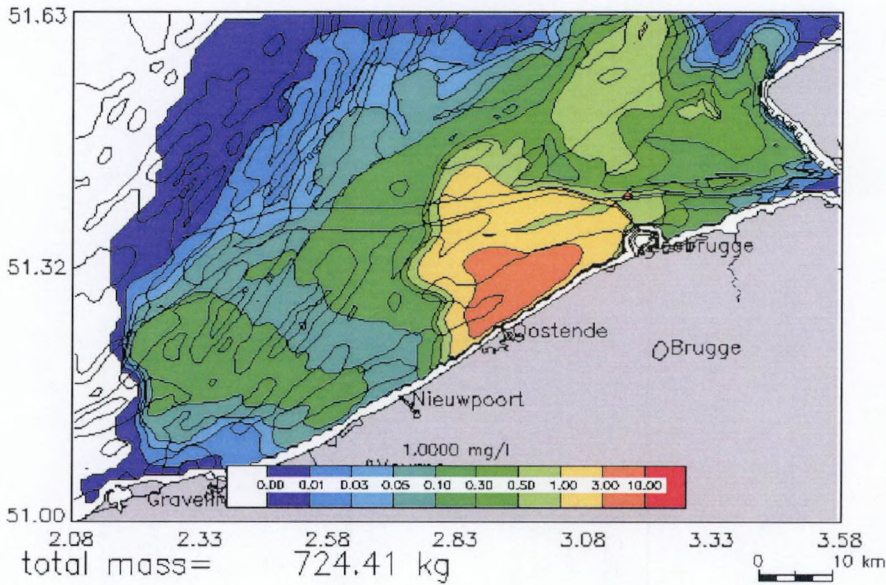 51.63
51.32
51.00
Zeebrugge
Oostende
Brugge
Nieuwpoort
1.0000 mg/l
0.00 0.01 0.03 0.05 0.10 0.30 0.50 1.00 3.00 10.00
2.08 2.33 2.58 2.83 3.08 3.33 3.58
total mass= 724.41 kg
0 10 km